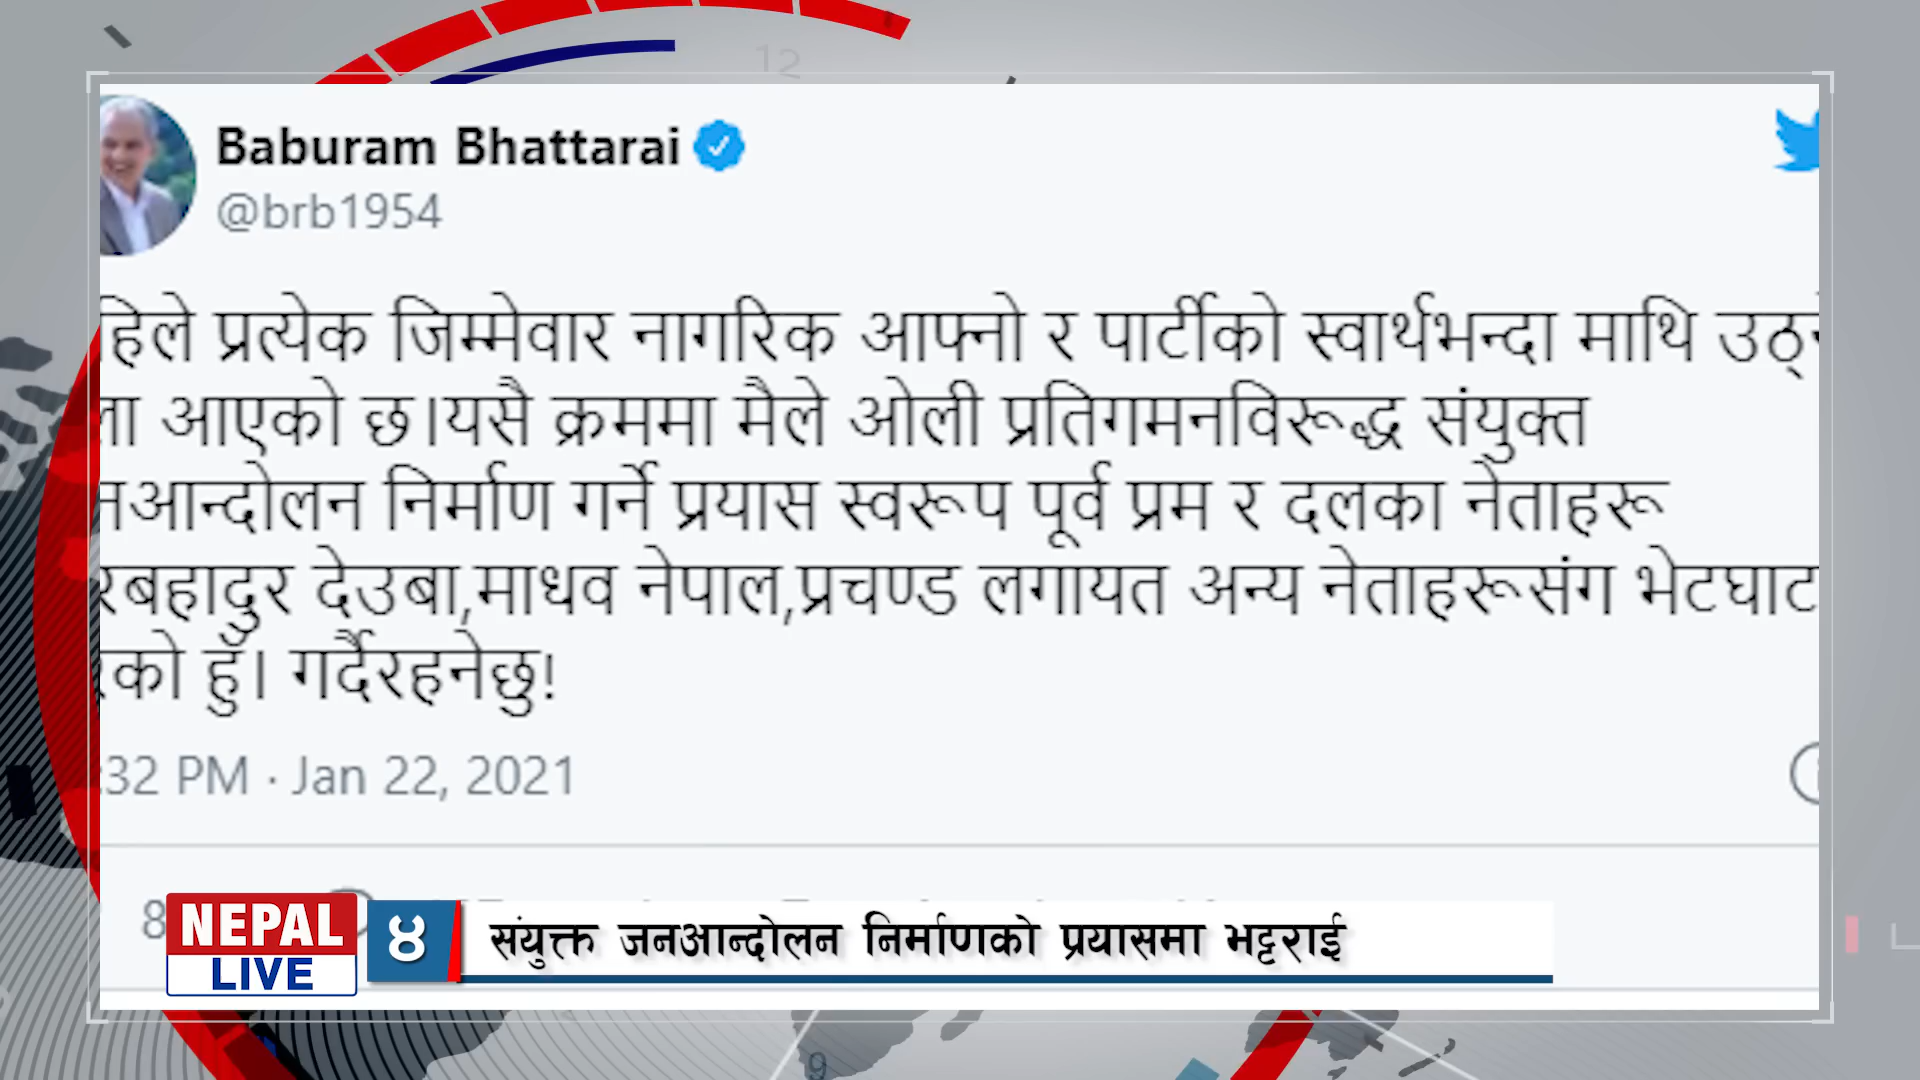 Baburam Bhattarai
@brb1954
हिले प्रत्येक जिम्मेवार नागरिक आफ्नो र पार्टीको स्वार्थभन्दा माथि
आएको छ।यसै क्रममा मैले ओली प्रतिगमनविरूद्ध संयुक्त
नआन्दोलन निर्माण गर्ने प्रयास स्वरूप पूर्व प्रम र दलका नेताहरू
रबहादुर देउबा,माधव नेपाल,प्रचण्ड लगायत अन्य नेताहरूसंग भेटघाट
को हुँ। गर्दैरहनेछु!
:32 PM · Jan 22, 2021
NEPAL
LIVE
४ संयुक्त जनआन्दोलन निर्माणको प्रयासमा भट्टराई
12
9